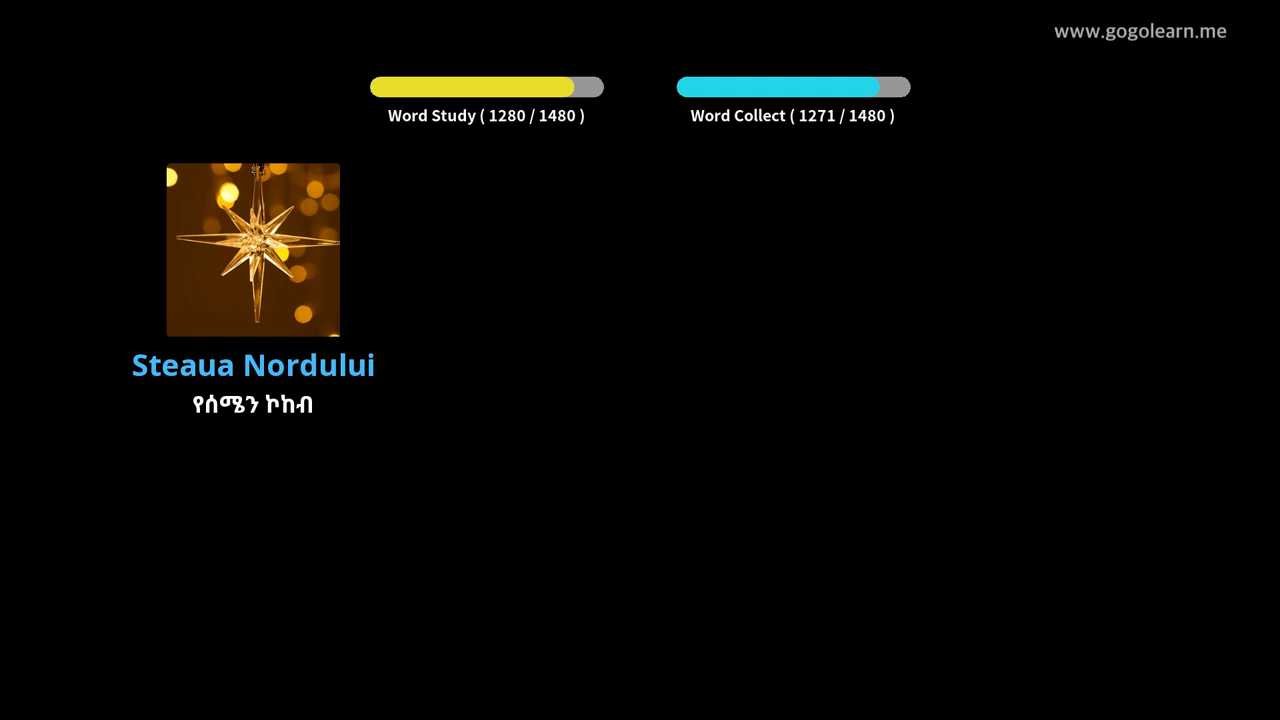 www.gogolearn.me
Word Study ( 1280 / 1480 )
Word Collect ( 1271 / 1480 )
Steaua Nordului
የሰሜን ኮከብ